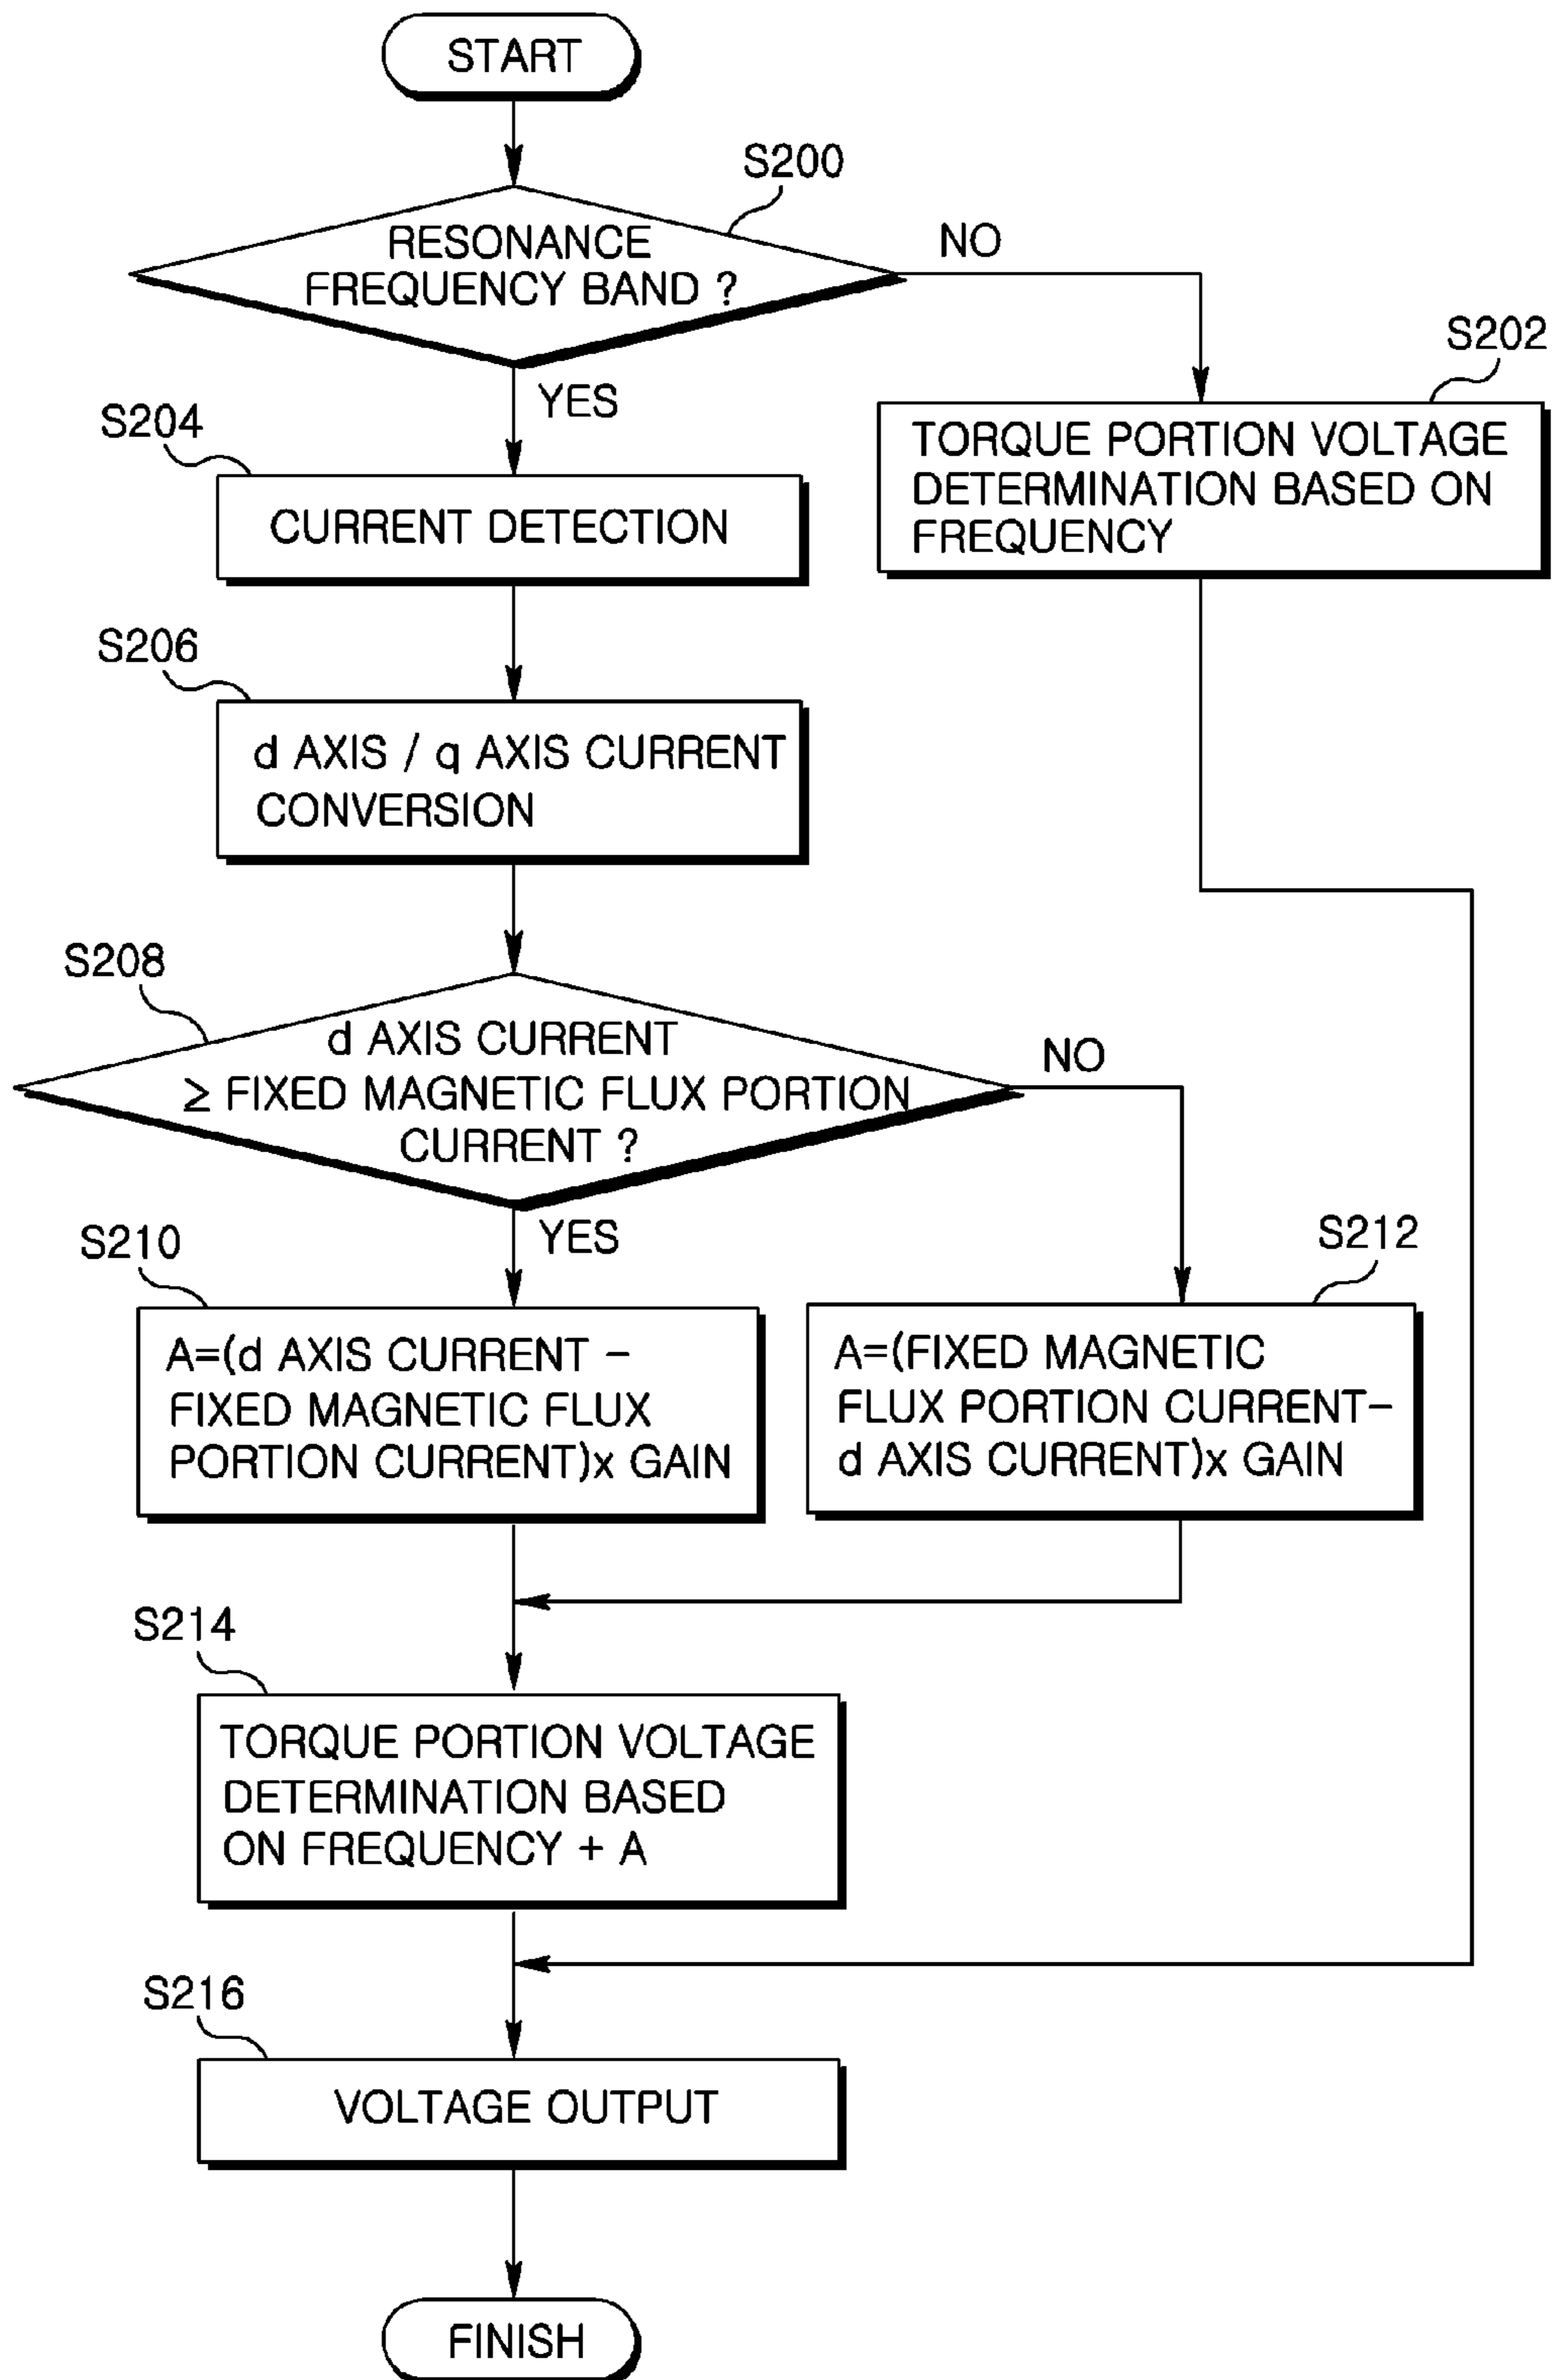 START
S200
RESONANCE
FREQUENCY BAND ?
NO
YES
S202
TORQUE PORTION VOLTAGE
DETERMINATION BASED ON
FREQUENCY
S204
CURRENT DETECTION
S206
d AXIS / q AXIS CURRENT
CONVERSION
S208
d AXIS CURRENT
≥ FIXED MAGNETIC FLUX PORTION
CURRENT ?
NO
YES
S210
A=(d AXIS CURRENT –
FIXED MAGNETIC FLUX
PORTION CURRENT)x GAIN
S212
A=(FIXED MAGNETIC
FLUX PORTION CURRENT–
d AXIS CURRENT)x GAIN
S214
TORQUE PORTION VOLTAGE
DETERMINATION BASED
ON FREQUENCY + A
S216
VOLTAGE OUTPUT
FINISH